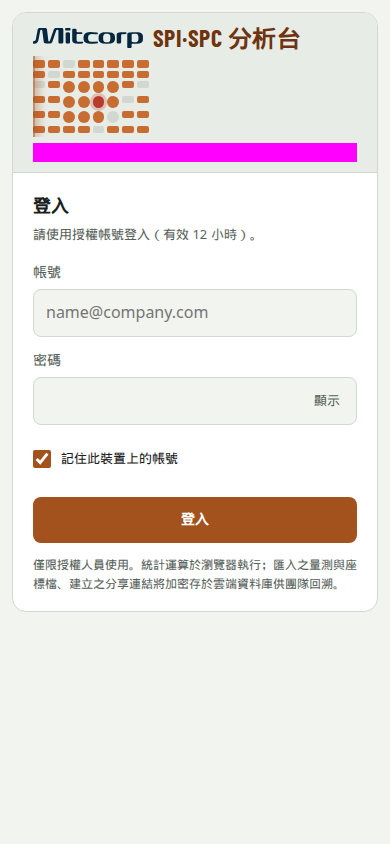 Mitcorp SPI·SPC 分析台
登入
請使用授權帳號登入（有效 12 小時）。
帳號
name@company.com
密碼
顯示
記住此裝置上的帳號
登入
僅限授權人員使用。統計運算於瀏覽器執行；匯入之量測與座
標檔、建立之分享連結將加密存於雲端資料庫供團隊回溯。